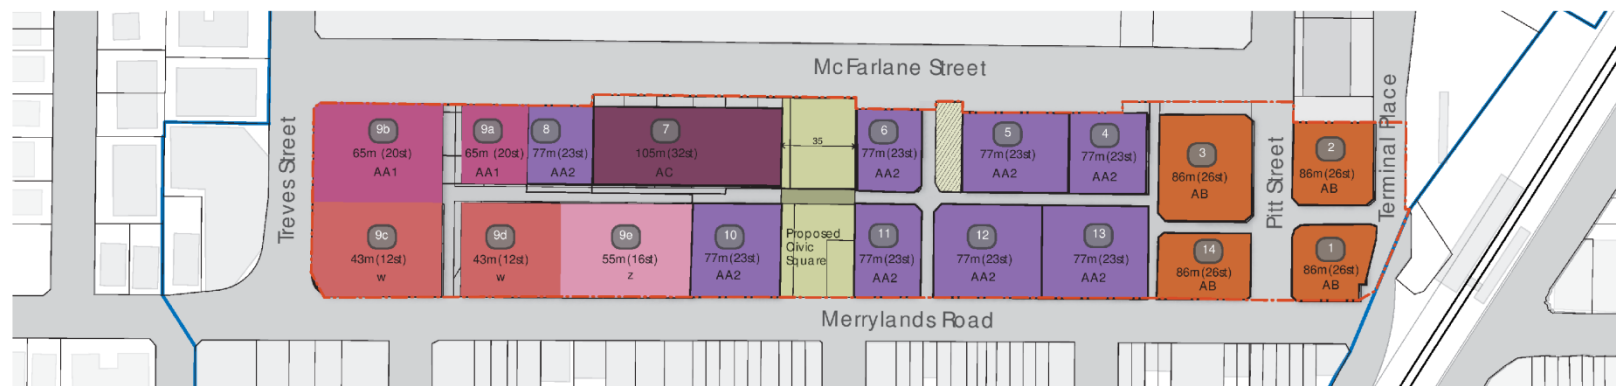 McFarlane Street
Treves Street
Pitt Street
Terminal Place
Merrylands Road
9b
65m (20st)
AA1
9a
65m (20st)
AA1
8
77m (23st)
AA2
7
105m (32st)
AC
35
6
77m (23st)
AA2
5
77m (23st)
AA2
4
77m (23st)
AA2
3
86m (26st)
AB
2
86m (26st)
AB
9c
43m (12st)
w
9d
43m (12st)
w
9e
55m (16st)
z
10
77m (23st)
AA2
Proposed
Civic
Square
11
77m (23st)
AA2
12
77m (23st)
AA2
13
77m (23st)
AA2
14
86m (26st)
AB
1
86m (26st)
AB